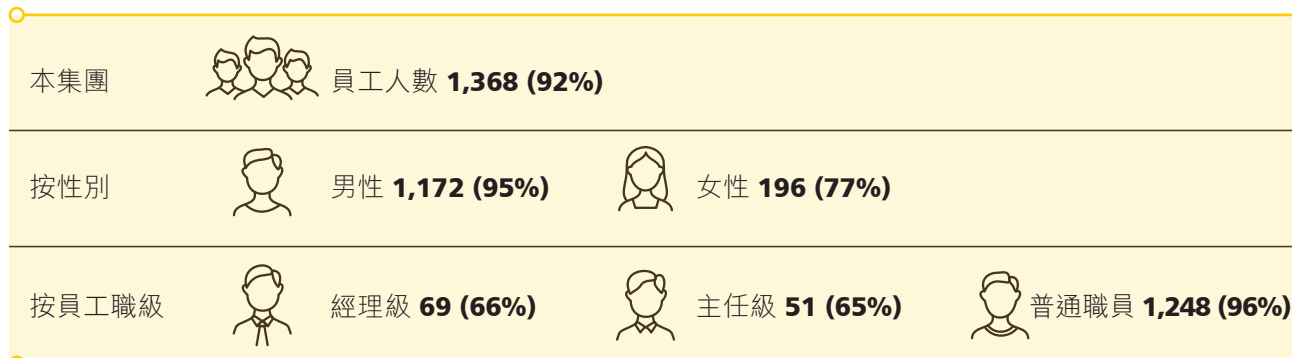 本集團 員工人數 1,368 (92%)
按性別 男性 1,172 (95%) 女性 196 (77%)
按員工職級 經理級 69 (66%) 主任級 51 (65%) 普通職員 1,248 (96%)